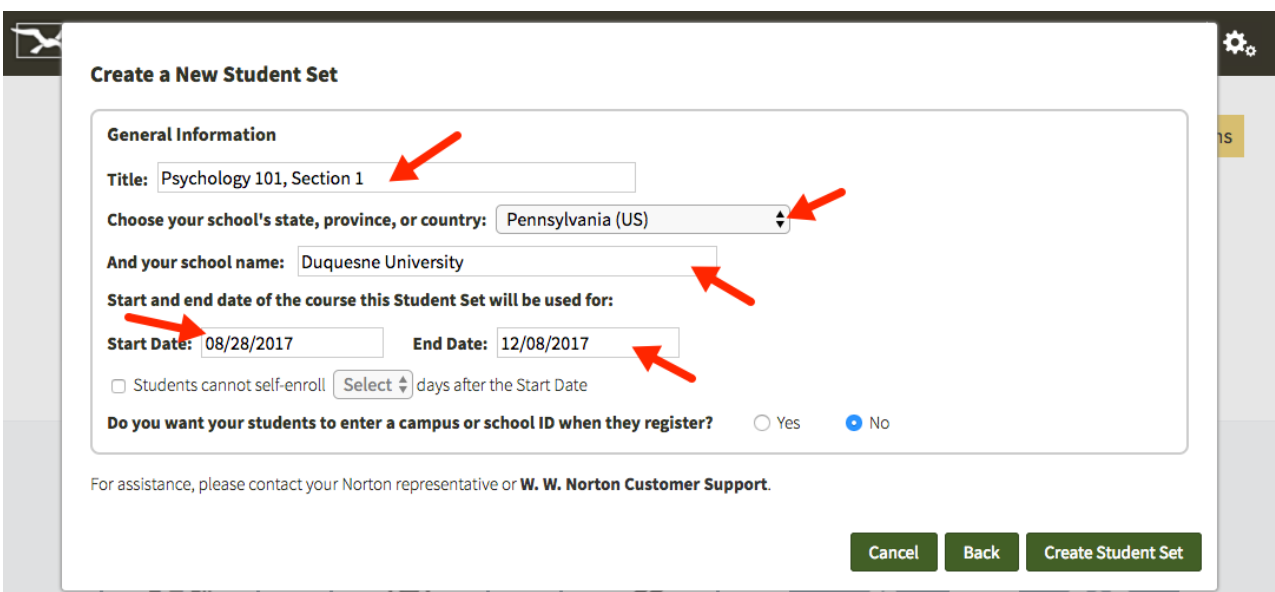 Create a New Student Set
ns
General Information
Title: Psychology 101, Section 1
Choose your school's state, province, or country: Pennsylvania (US)
And your school name: Duquesne University
Start and end date of the course this Student Set will be used for:
Start Date: 08/28/2017 End Date: 12/08/2017
Students cannot self-enroll Select days after the Start Date
Do you want your students to enter a campus or school ID when they register? Yes No
For assistance, please contact your Norton representative or W. W. Norton Customer Support.
Cancel Back Create Student Set